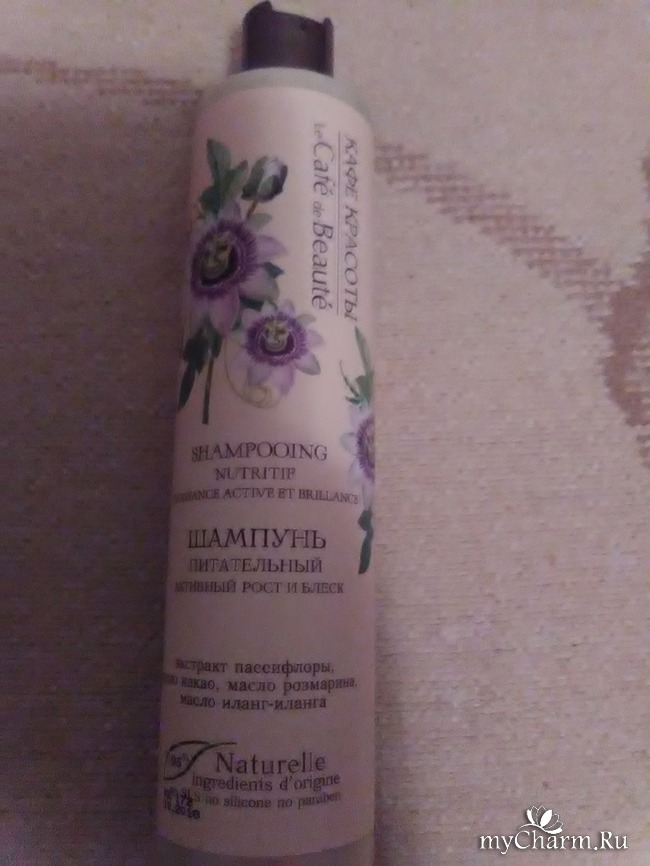 КАФЕ КРАСОТЫ
Le Café de Beauté
SHAMPOOING
NUTRITIF
ACTIVE ET BRILLANCE
ШАМПУНЬ
ПИТАТЕЛЬНЫЙ
АКТИВНЫЙ РОСТ И БЛЕСК
экстракт пассифлоры,
какао, масло розмарина,
масло иланг-иланга
Naturelle
ingredients d'origine
no silicone no paraben
myCharm.Ru